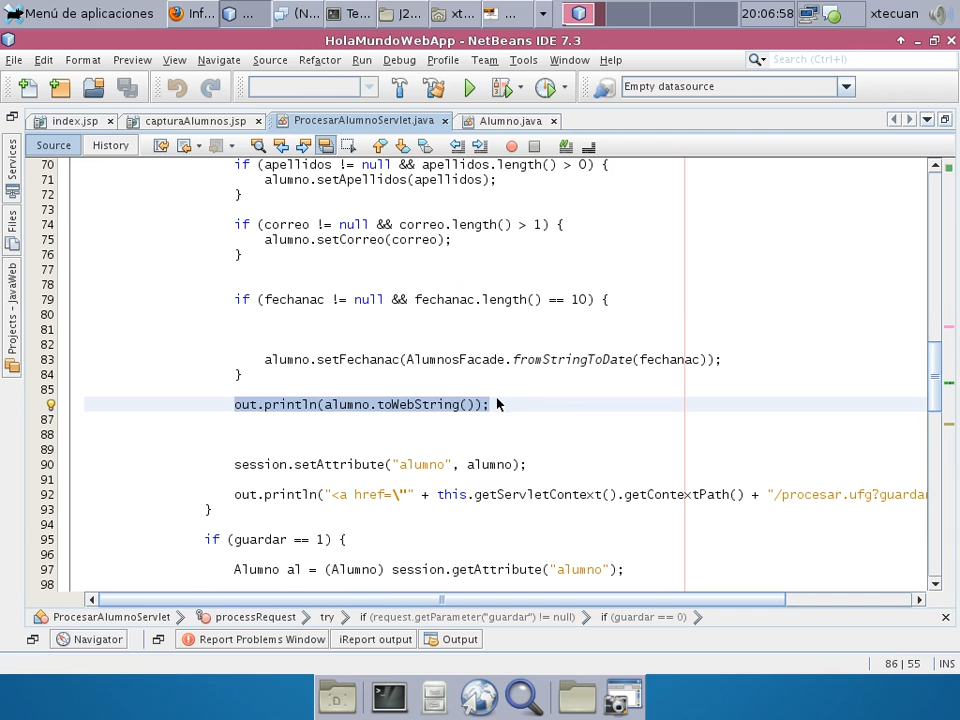 Menú de aplicaciones
Inf...
...
(N...
Te...
J2...
xt...
...
20:06:58
xtecuan
HolaMundoWebApp - NetBeans IDE 7.3
File Edit Format Preview View Navigate Source Refactor Run Debug Profile Team Tools Window Help
Search (Ctrl+I)
Empty datasource
index.jsp
capturaAlumnos.jsp
ProcesarAlumnoServlet.java
Alumno.java
Source
History
Services
Files
Projects - JavaWeb
70 if (apellidos != null && apellidos.length() > 0) {
71 alumno.setApellidos(apellidos);
72 }
73
74 if (correo != null && correo.length() > 1) {
75 alumno.setCorreo(correo);
76 }
77
78
79 if (fechanac != null && fechanac.length() == 10) {
80
81
82
83 alumno.setFechanac(AlumnosFacade.fromStringToDate(fechanac));
84 }
85
out.println(alumno.toWebString());
87
88
89
90 session.setAttribute("alumno", alumno);
91
92 out.println("<a href=\"" + this.getServletContext().getContextPath() + "/procesar.ufg?guardar
93 }
94
95 if (guardar == 1) {
96
97 Alumno al = (Alumno) session.getAttribute("alumno");
98
ProcesarAlumnoServlet
processRequest
try
if (request.getParameter("guardar") != null)
if (guardar == 0)
Navigator
Report Problems Window
iReport output
Output
86 | 55
INS